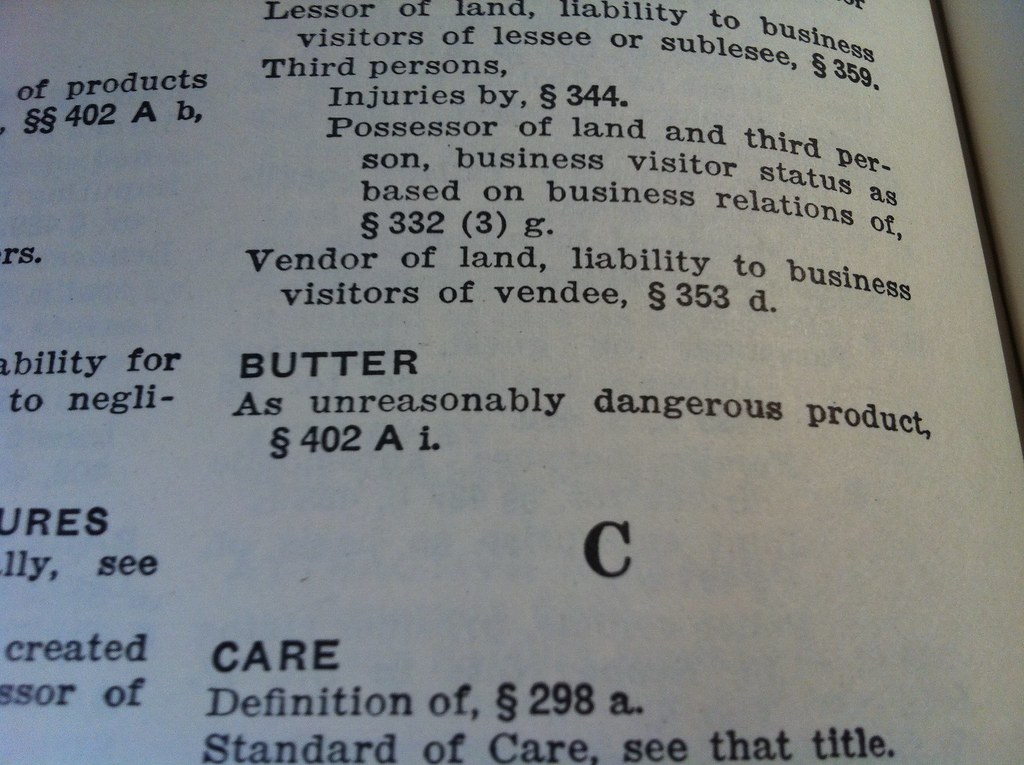 of products
, §§ 402 A b,
rs.
ability for
to negli-
URES
lly, see
created
ssor of
Lessor of land, liability to business
visitors of lessee or sublesee, § 359.
Third persons,
Injuries by, § 344.
Possessor of land and third per-
son, business visitor status as
based on business relations of,
§ 332 (3) g.
Vendor of land, liability to business
visitors of vendee, § 353 d.
BUTTER
As unreasonably dangerous product,
§ 402 A i.
C
CARE
Definition of, § 298 a.
Standard of Care, see that title.